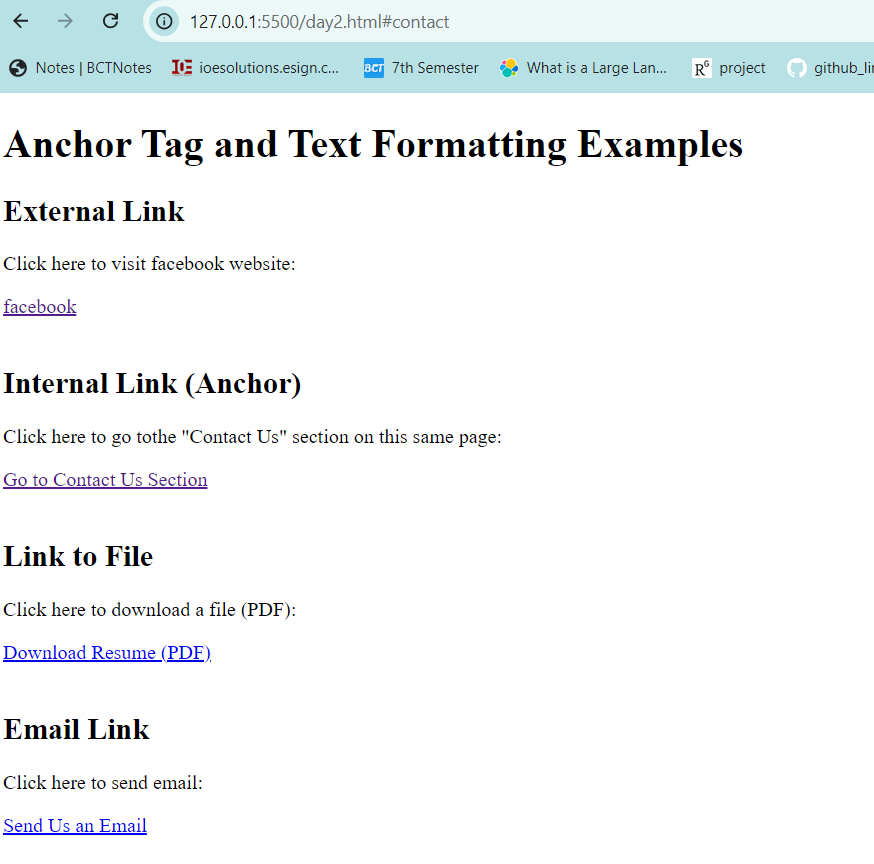 127.0.0.1:5500/day2.html#contact
Notes | BCTNotes IOE ioesolutions.esign.c... BCT 7th Semester What is a Large Lan... RG project github_li
Anchor Tag and Text Formatting Examples
External Link
Click here to visit facebook website:
facebook
Internal Link (Anchor)
Click here to go tothe "Contact Us" section on this same page:
Go to Contact Us Section
Link to File
Click here to download a file (PDF):
Download Resume (PDF)
Email Link
Click here to send email:
Send Us an Email